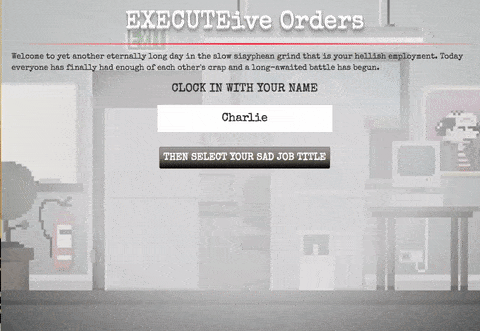 EXECUTEive Orders
Welcome to yet another eternally long day in the slow sisyphean grind that is your hellish employment. Today
everyone has finally had enough of each other's crap and a long-awaited battle has begun.
CLOCK IN WITH YOUR NAME
Charlie
THEN SELECT YOUR SAD JOB TITLE